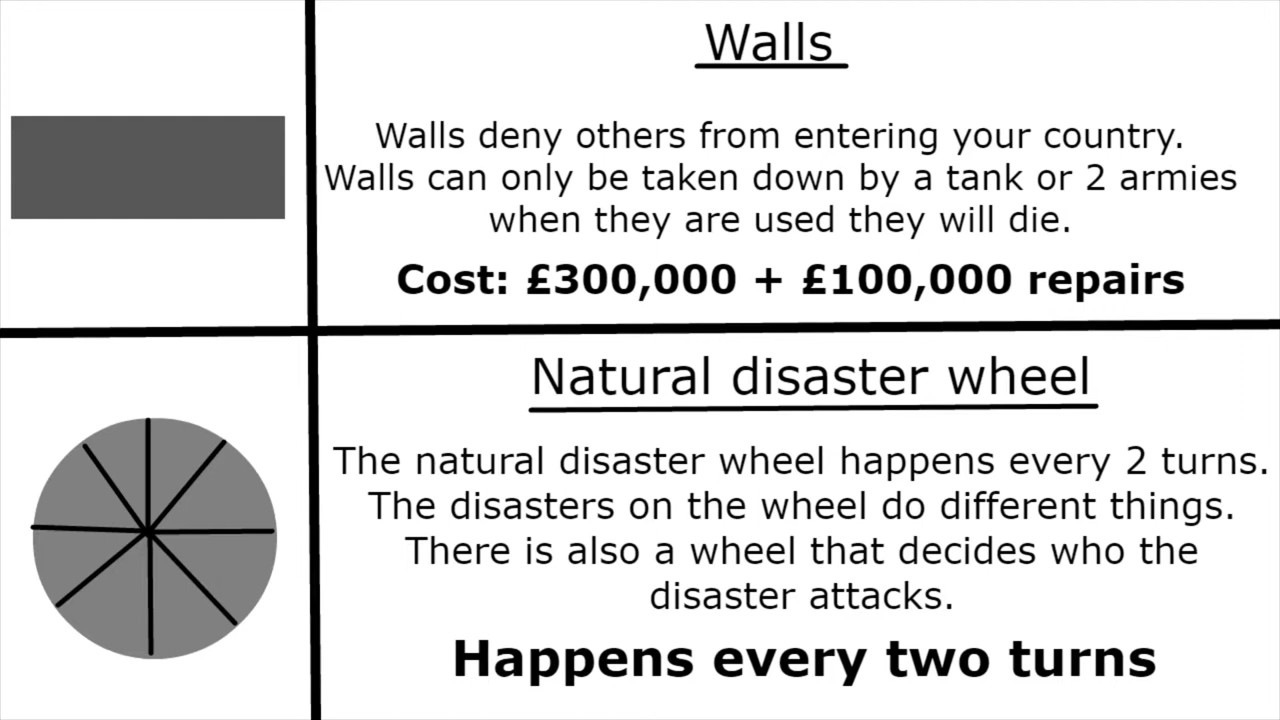 Walls
Walls deny others from entering your country.
Walls can only be taken down by a tank or 2 armies
when they are used they will die.
Cost: £300,000 + £100,000 repairs
Natural disaster wheel
The natural disaster wheel happens every 2 turns.
The disasters on the wheel do different things.
There is also a wheel that decides who the
disaster attacks.
Happens every two turns